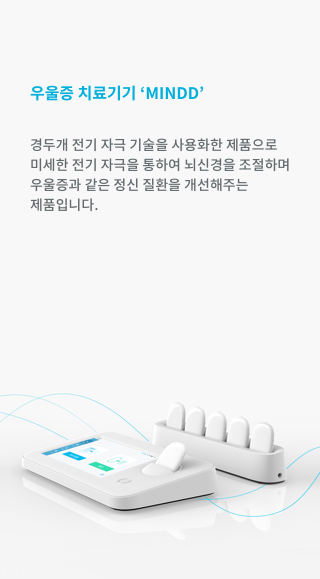 우울증 치료기기 ‘MINDD’
경두개 전기 자극 기술을 사용화한 제품으로
미세한 전기 자극을 통하여 뇌신경을 조절하며
우울증과 같은 정신 질환을 개선해주는
제품입니다.